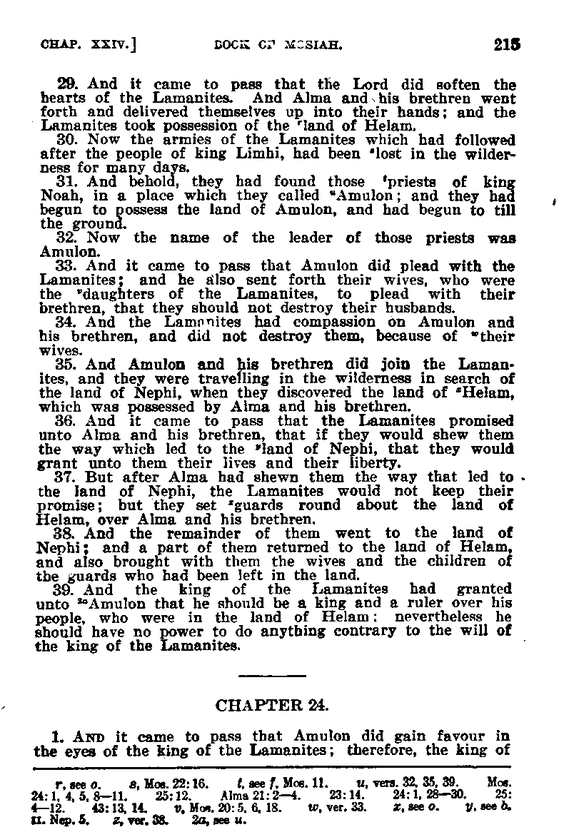 CHAP. XXIV.] BOOK OF MOSIAH. 215
29. And it came to pass that the Lord did soften the
hearts of the Lamanites. And Alma and his brethren went
forth and delivered themselves up into their hands; and the
Lamanites took possession of the ʳland of Helam.
30. Now the armies of the Lamanites which had followed
after the people of king Limhi, had been ˢlost in the wilder-
ness for many days.
31. And behold, they had found those ᵗpriests of king
Noah, in a place which they called ᵘAmulon; and they had
begun to possess the land of Amulon, and had begun to till
the ground.
32. Now the name of the leader of those priests was
Amulon.
33. And it came to pass that Amulon did plead with the
Lamanites; and he also sent forth their wives, who were
the ᵛdaughters of the Lamanites, to plead with their
brethren, that they should not destroy their husbands.
34. And the Lamanites had compassion on Amulon and
his brethren, and did not destroy them, because of ʷtheir
wives.
35. And Amulon and his brethren did join the Laman-
ites, and they were travelling in the wilderness in search of
the land of Nephi, when they discovered the land of ˣHelam,
which was possessed by Alma and his brethren.
36. And it came to pass that the Lamanites promised
unto Alma and his brethren, that if they would shew them
the way which led to the ʸland of Nephi, that they would
grant unto them their lives and their liberty.
37. But after Alma had shewn them the way that led to
the land of Nephi, the Lamanites would not keep their
promise; but they set ᶻguards round about the land of
Helam, over Alma and his brethren.
38. And the remainder of them went to the land of
Nephi; and a part of them returned to the land of Helam,
and also brought with them the wives and the children of
the guards who had been left in the land.
39. And the king of the Lamanites had granted
unto ²ᵃAmulon that he should be a king and a ruler over his
people, who were in the land of Helam; nevertheless he
should have no power to do anything contrary to the will of
the king of the Lamanites.
CHAPTER 24.
1. AND it came to pass that Amulon did gain favour in
the eyes of the king of the Lamanites; therefore, the king of
r, see o. s, Mos. 22:16. t, see f, Mos. 11. u, vers. 32, 35, 39. Mos.
24:1, 4, 5, 8—11. 25:12. Alma 21:2—4. 23:14. 24:1, 28—30. 25:
4—12. 43:13, 14. v, Mos. 20:5, 6, 18. w, ver. 33. x, see o. y, see b,
II. Nep. 5. z, ver. 38. 2a, see u.